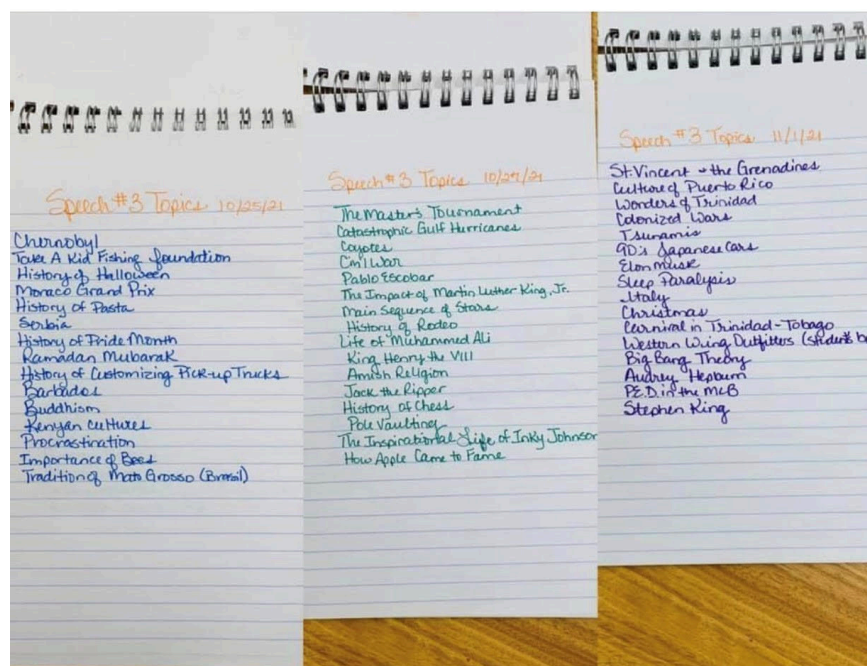 Speech #3 Topics 10/25/21
Chernobyl
Take A Kid Fishing foundation
History of Halloween
Monaco Grand Prix
History of Pasta
Serbia
History of Pride Month
Ramadan Mubarak
History of Customizing Pick-up Trucks
Barbados
Buddhism
Kenyan cultures
Procrastination
Importance of Bees
Tradition of Mato Grosso (Brasil)
Speech #3 Topics 10/27/21
The Master's Tournament
Catastrophic Gulf Hurricanes
Coyotes
Civil War
Pablo Escobar
The Impact of Martin Luther King, Jr.
Main Sequence of Stars
History of Rodeo
Life of Muhammed Ali
King Henry the VIII
Amish Religion
Jack the Ripper
History of Chess
Pole Vaulting
The Inspirational Life of Inky Johnson
How Apple Came to Fame
Speech #3 Topics 11/1/21
St. Vincent + the Grenadines
Culture of Puerto Rico
Wonders of Trinidad
Colonized Wars
Tsunamis
90's Japanese Cars
Elon Musk
Sleep Paralysis
Italy
Christmas
Carnival in Trinidad-Tobago
Western Wing Outfitters (student's
Big Bang Theory
Audrey Hepburn
P.E.D. in the MLB
Stephen King